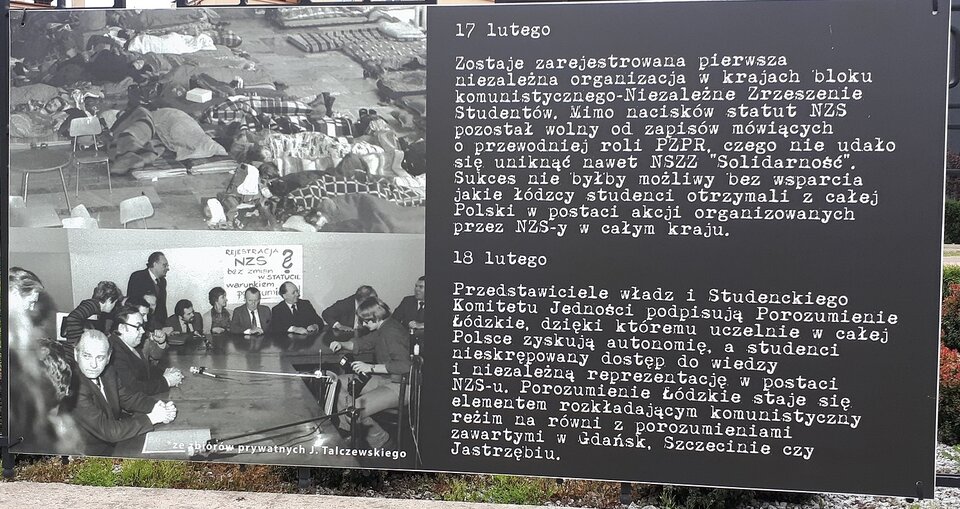 REJESTRACJA
NZS ?
bez zmian
w STATUCIE
warunkiem
*ze zbiorów prywatnych J. Talczewskiego
17 lutego
Zostaje zarejestrowana pierwsza
niezależna organizacja w krajach bloku
komunistycznego-Niezależne Zrzeszenie
Studentów. Mimo nacisków statut NZS
pozostał wolny od zapisów mówiących
o przewodniej roli PZPR, czego nie udało
się uniknąć nawet NSZZ "Solidarność".
Sukces nie byłby możliwy bez wsparcia
jakie łódzcy studenci otrzymali z całej
Polski w postaci akcji organizowanych
przez NZS-y w całym kraju.
18 lutego
Przedstawiciele władz i Studenckiego
Komitetu Jedności podpisują Porozumienie
Łódzkie, dzięki któremu uczelnie w całej
Polsce zyskują autonomię, a studenci
nieskrępowany dostęp do wiedzy
i niezależną reprezentację w postaci
NZS-u. Porozumienie Łódzkie staje się
elementem rozkładającym komunistyczny
reżim na równi z porozumieniami
zawartymi w Gdańsk, Szczecinie czy
Jastrzębiu.